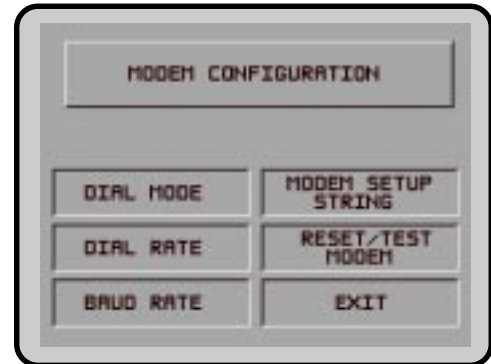 MODEM CONFIGURATION
DIAL MODE
MODEM SETUP
STRING
DIAL RATE
RESET/TEST
MODEM
BAUD RATE
EXIT